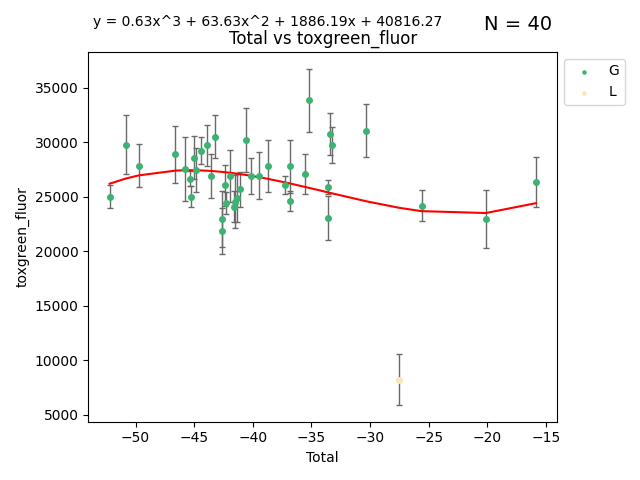 y = 0.63x^3 + 63.63x^2 + 1886.19x + 40816.27
N = 40
Total vs toxgreen_fluor
G
L
35000
30000
25000
20000
15000
10000
5000
toxgreen_fluor
−50 −45 −40 −35 −30 −25 −20 −15
Total